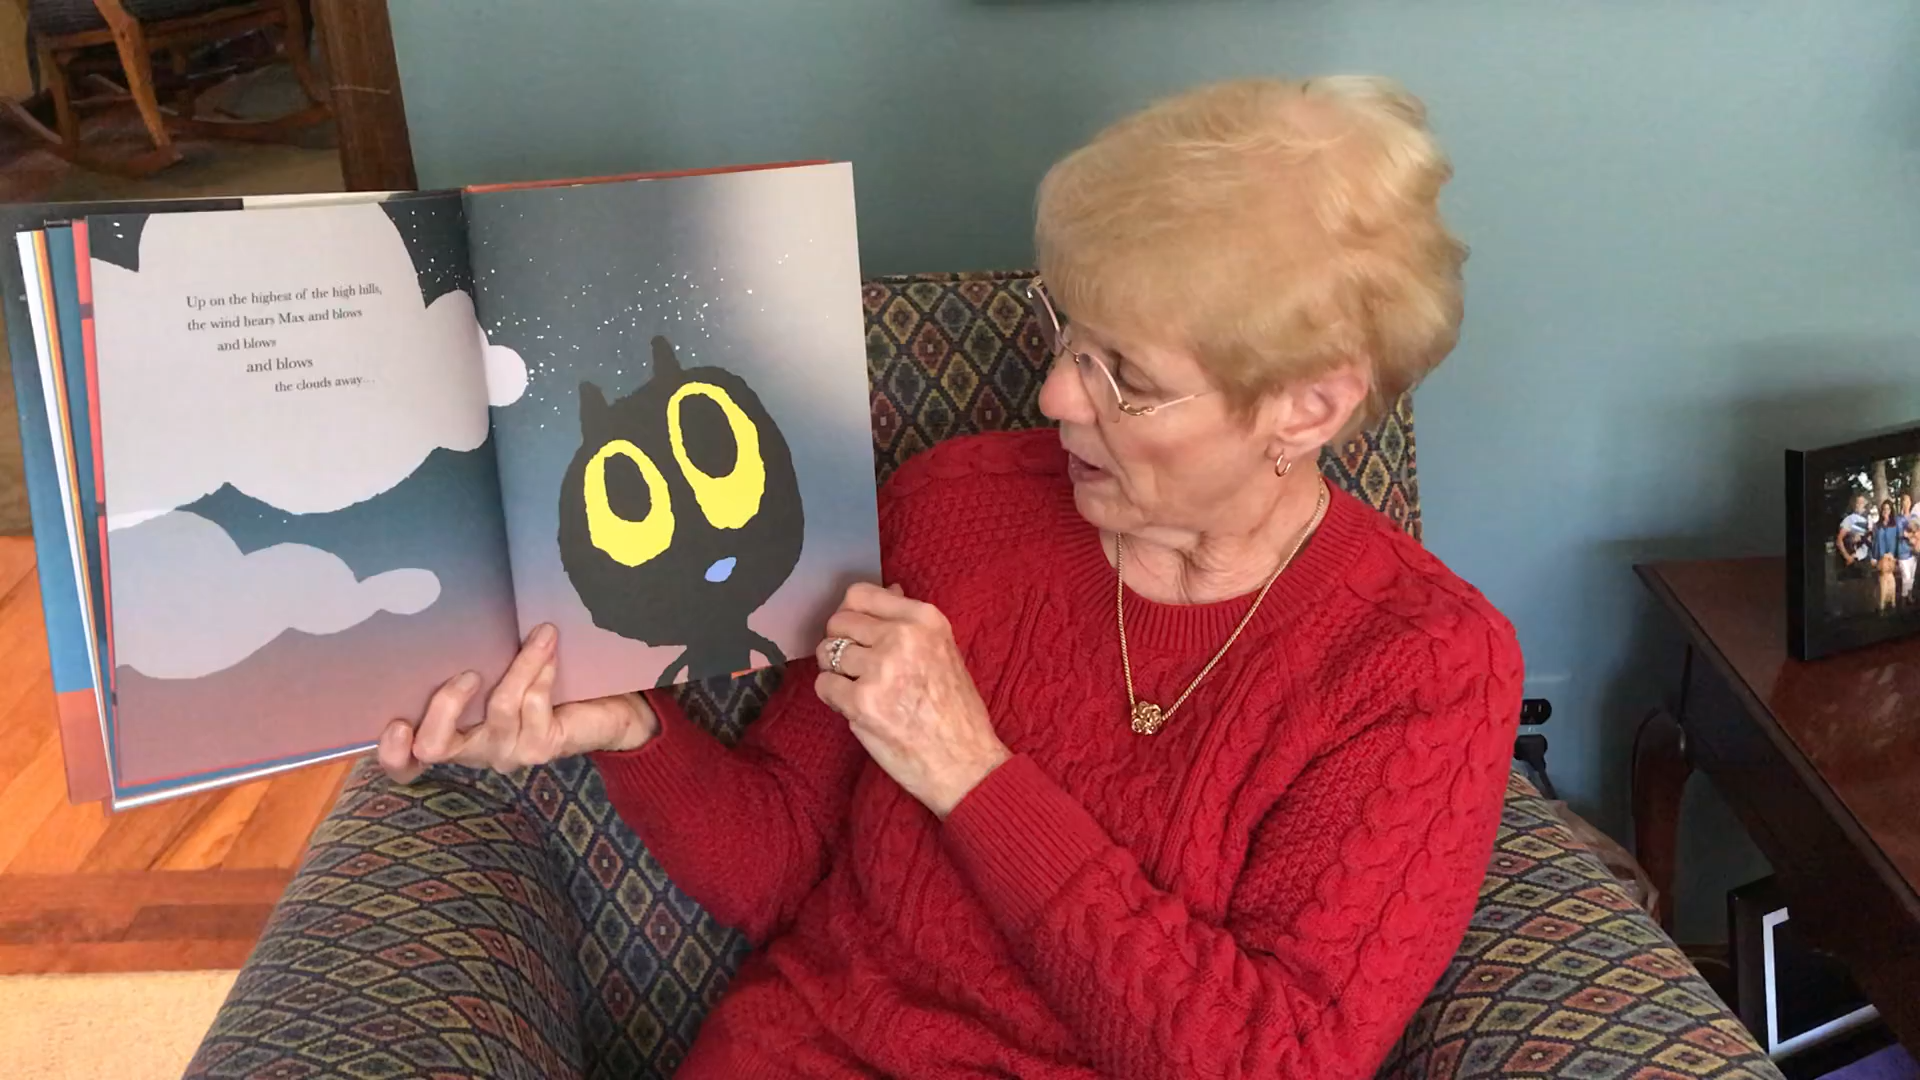 Up on the highest of the high hills,
the wind hears Max and blows
and blows
and blows
the clouds away...